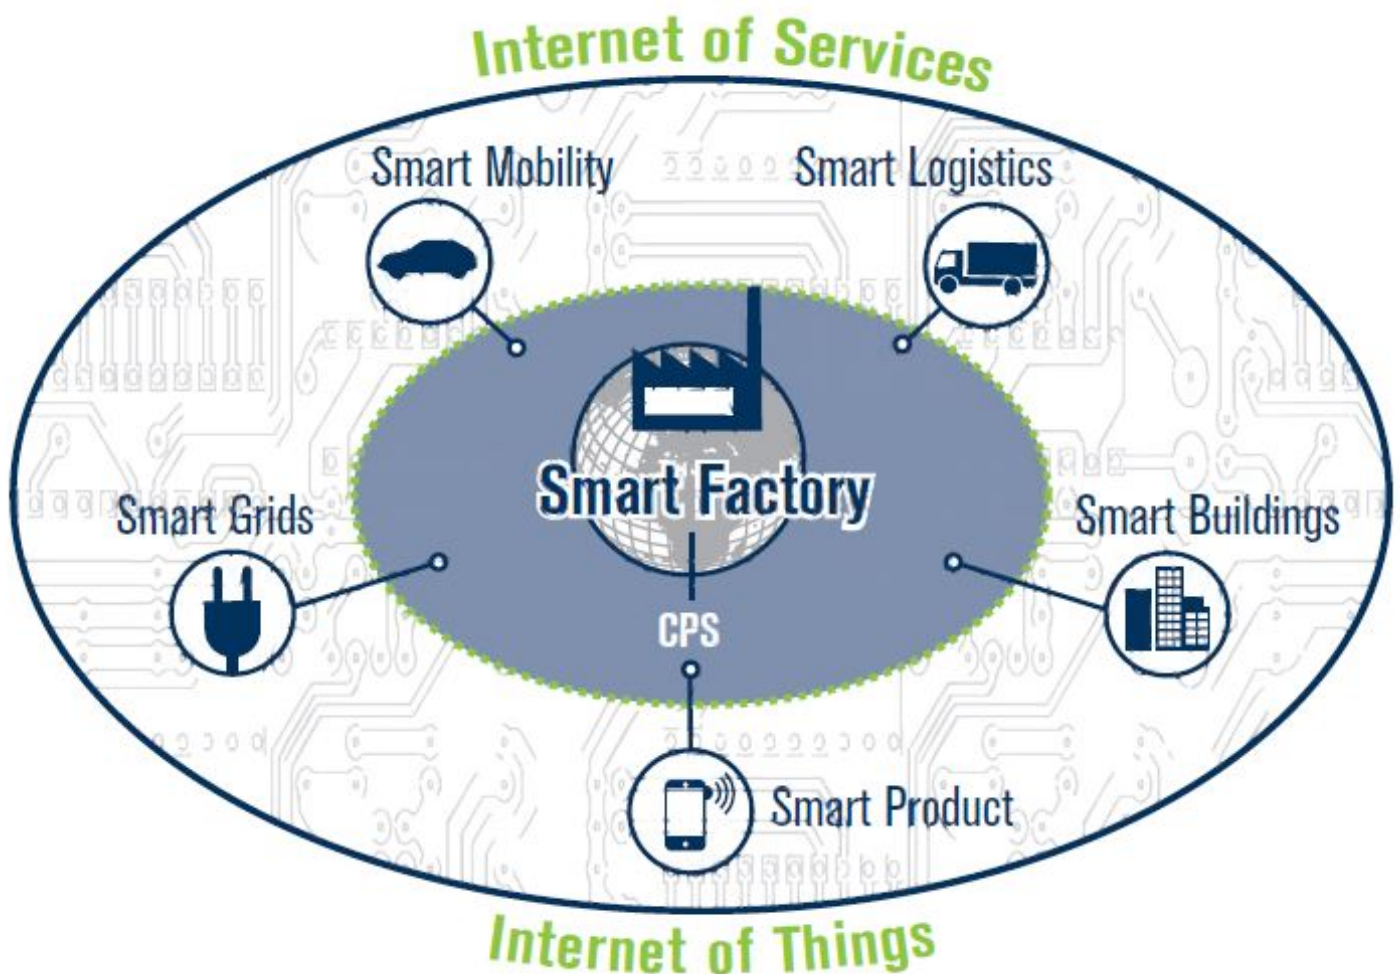 Internet of Services
Smart Mobility
Smart Logistics
Smart Factory
Smart Grids
Smart Buildings
CPS
Smart Product
Internet of Things